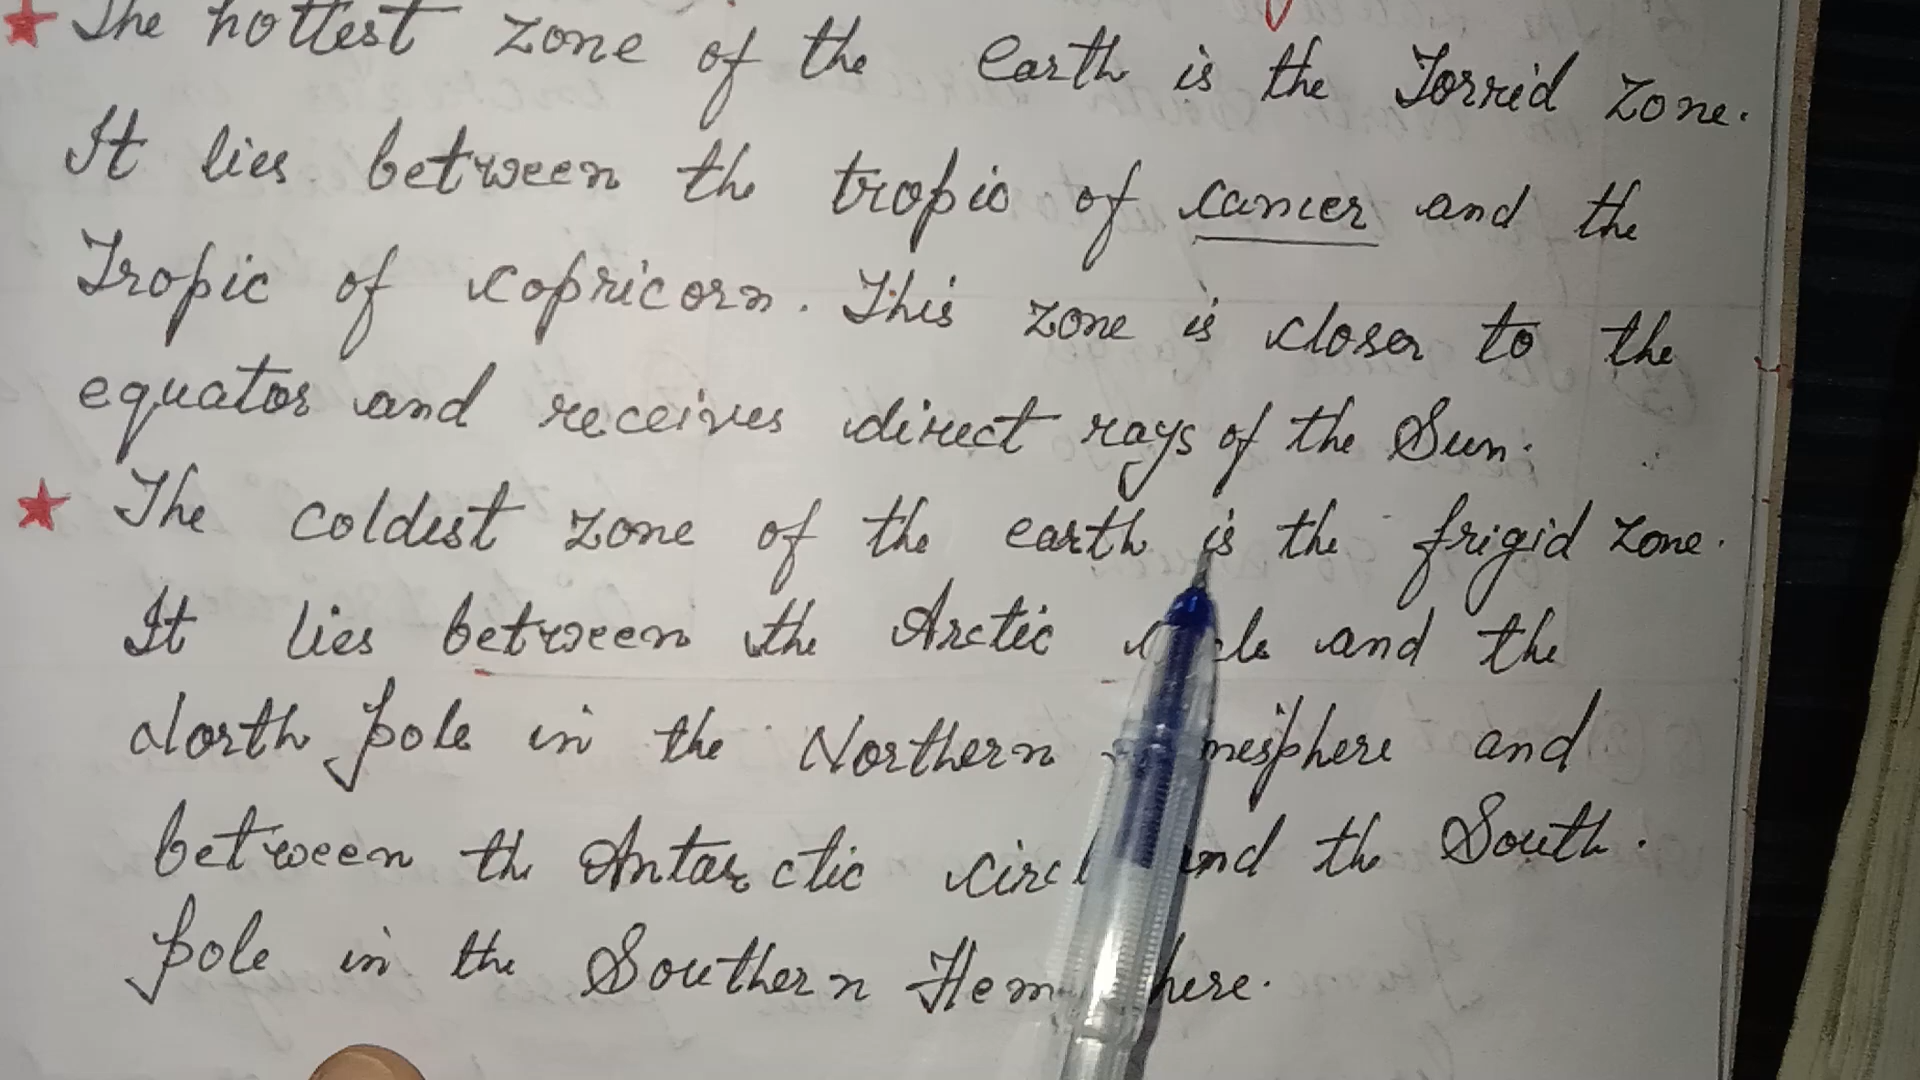 The hottest zone of the Earth is the Torrid Zone.
It lies between the tropic of cancer and the
Tropic of Capricorn. This zone is closer to the
equator and receives direct rays of the Sun.
The coldest zone of the earth is the frigid zone.
It lies between the Arctic and the
North pole in the Northern and
between the Antarctic and the South.
pole in the Southern